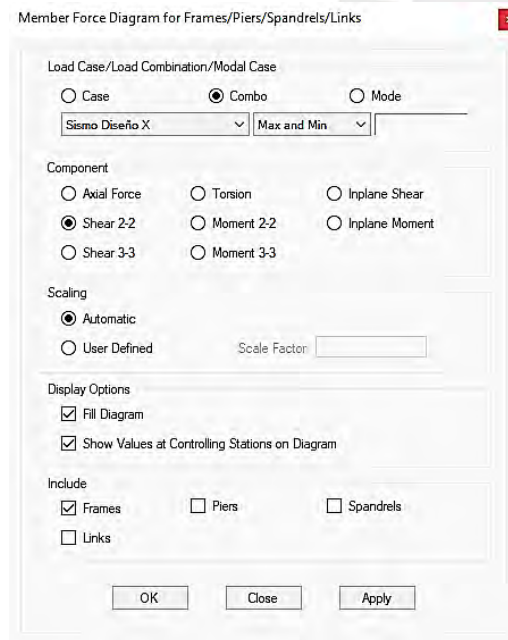 Member Force Diagram for Frames/Piers/Spandrels/Links
Load Case/Load Combination/Modal Case
Case Combo Mode
Sismo Diseño X Max and Min
Component
Axial Force Torsion Inplane Shear
Shear 2-2 Moment 2-2 Inplane Moment
Shear 3-3 Moment 3-3
Scaling
Automatic
User Defined Scale Factor
Display Options
Fill Diagram
Show Values at Controlling Stations on Diagram
Include
Frames Piers Spandrels
Links
OK Close Apply